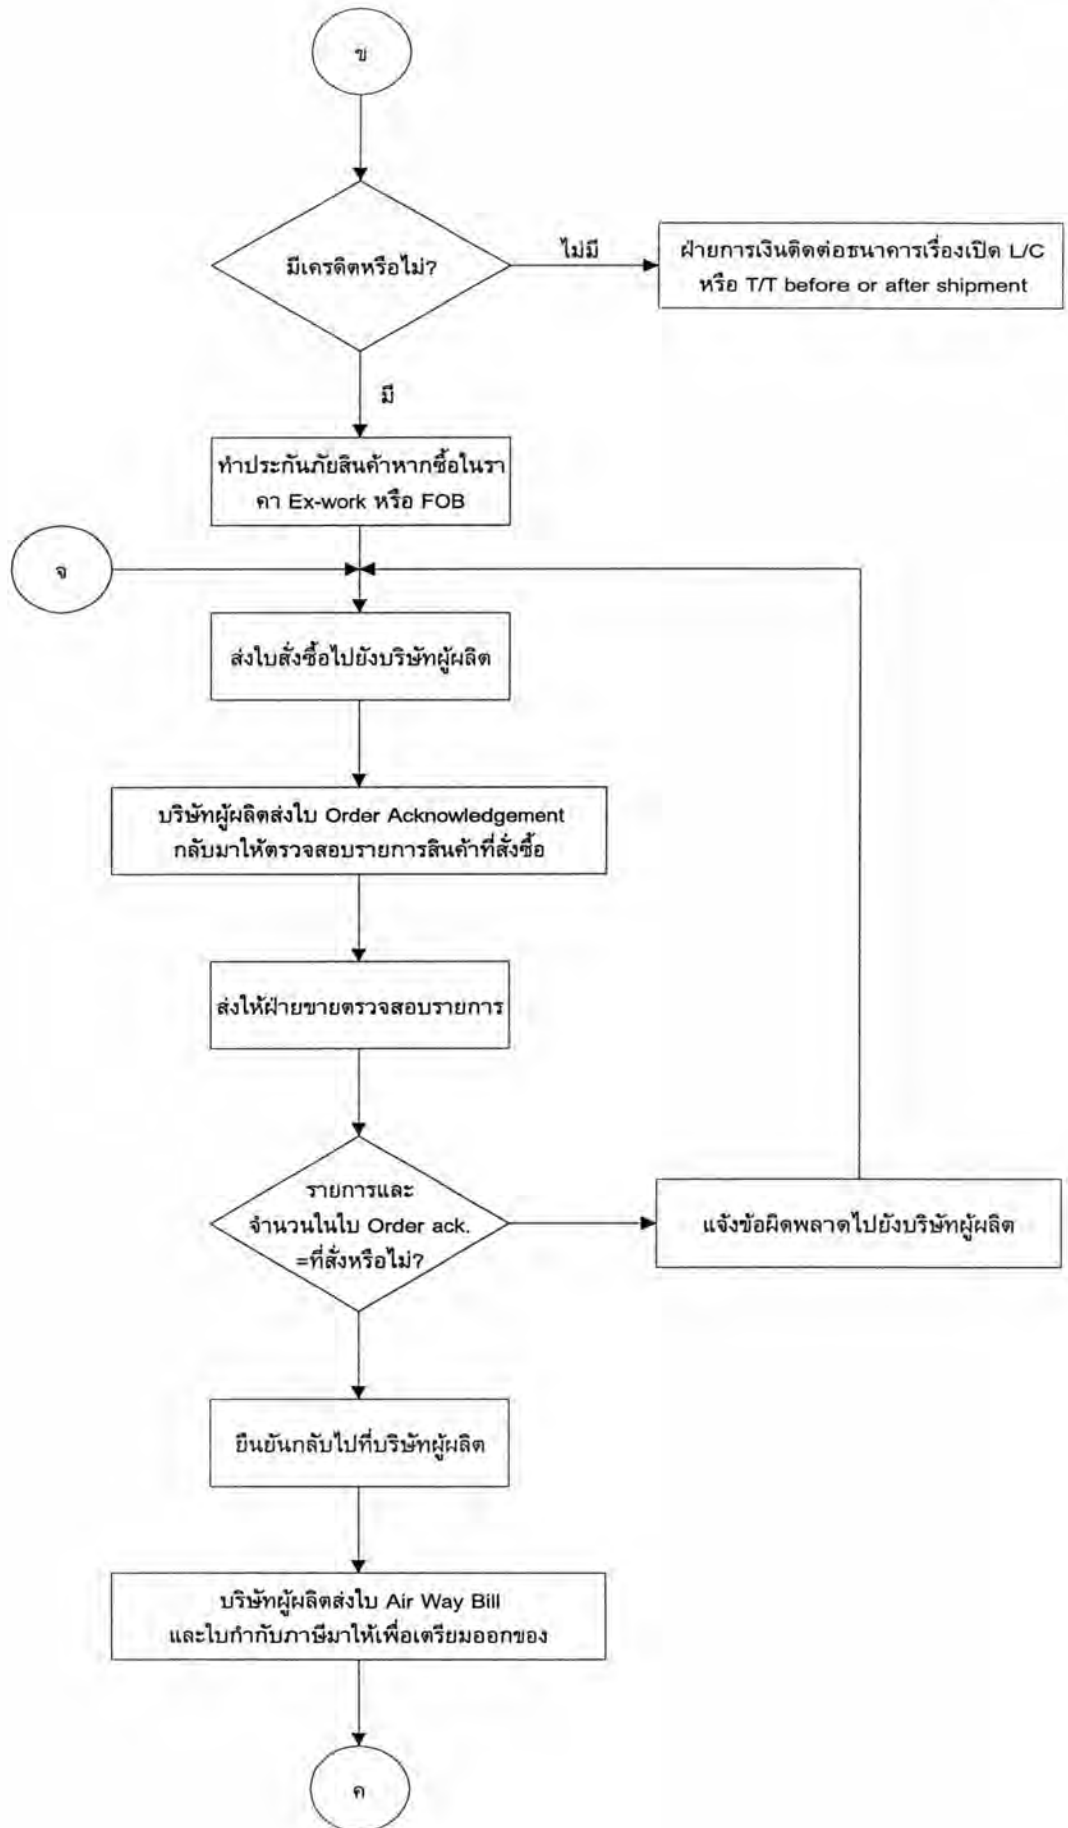 ข
มีเครดิตหรือไม่?
ไม่มี
ฝ่ายการเงินติดต่อธนาคารเรื่องเปิด L/C
หรือ T/T before or after shipment
มี
ทำประกันภัยสินค้าหากซื้อในรา
คา Ex-work หรือ FOB
จ
ส่งใบสั่งซื้อไปยังบริษัทผู้ผลิต
บริษัทผู้ผลิตส่งใบ Order Acknowledgement
กลับมาให้ตรวจสอบรายการสินค้าที่สั่งซื้อ
ส่งให้ฝ่ายขายตรวจสอบรายการ
รายการและ
จำนวนในใบ Order ack.
=ที่สั่งหรือไม่?
แจ้งข้อผิดพลาดไปยังบริษัทผู้ผลิต
ยืนยันกลับไปที่บริษัทผู้ผลิต
บริษัทผู้ผลิตส่งใบ Air Way Bill
และใบกำกับภาษีมาให้เพื่อเตรียมออกของ
ค